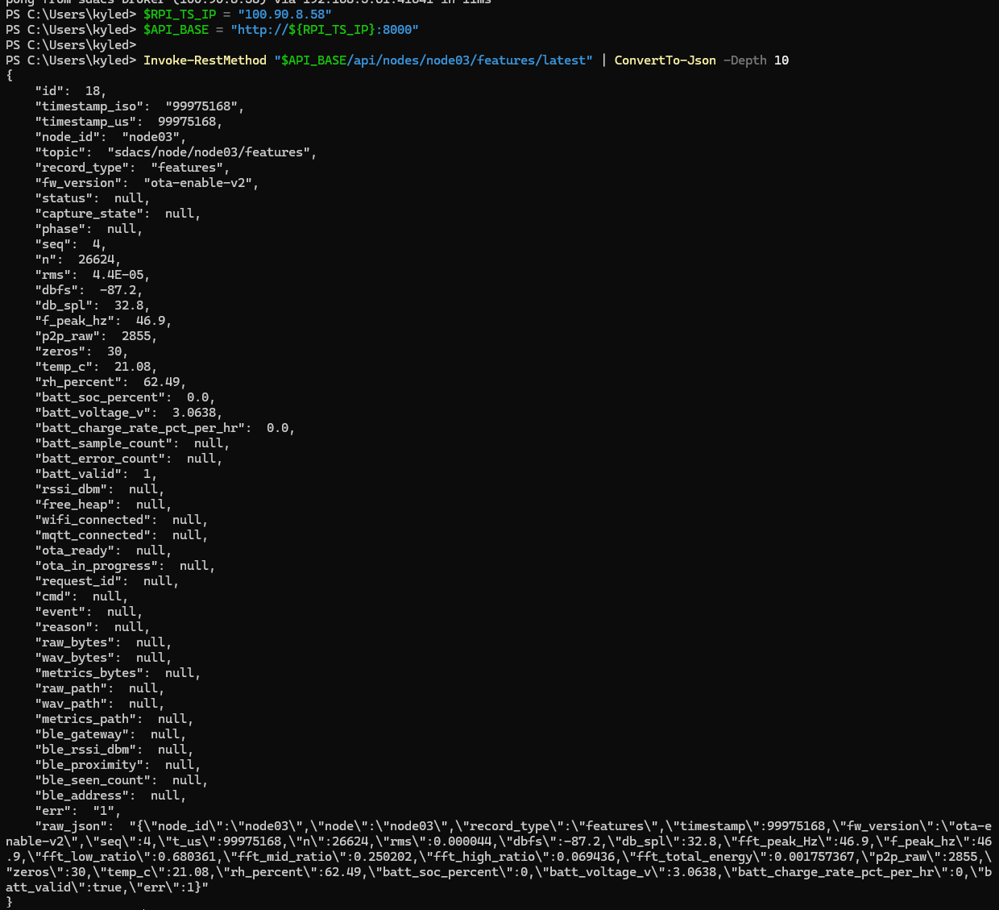 PS C:\Users\kyled> $RPI_TS_IP = "100.90.8.58"
PS C:\Users\kyled> $API_BASE = "http://${RPI_TS_IP}:8000"
PS C:\Users\kyled>
PS C:\Users\kyled> Invoke-RestMethod "$API_BASE/api/nodes/node03/features/latest" | ConvertTo-Json -Depth 10
{
    "id":  18,
    "timestamp_iso":  "99975168",
    "timestamp_us":  99975168,
    "node_id":  "node03",
    "topic":  "sdacs/node/node03/features",
    "record_type":  "features",
    "fw_version":  "ota-enable-v2",
    "status":  null,
    "capture_state":  null,
    "phase":  null,
    "seq":  4,
    "n":  26624,
    "rms":  4.4E-05,
    "dbfs":  -87.2,
    "db_spl":  32.8,
    "f_peak_hz":  46.9,
    "p2p_raw":  2855,
    "zeros":  30,
    "temp_c":  21.08,
    "rh_percent":  62.49,
    "batt_soc_percent":  0.0,
    "batt_voltage_v":  3.0638,
    "batt_charge_rate_pct_per_hr":  0.0,
    "batt_sample_count":  null,
    "batt_error_count":  null,
    "batt_valid":  1,
    "rssi_dbm":  null,
    "free_heap":  null,
    "wifi_connected":  null,
    "mqtt_connected":  null,
    "ota_ready":  null,
    "ota_in_progress":  null,
    "request_id":  null,
    "cmd":  null,
    "event":  null,
    "reason":  null,
    "raw_bytes":  null,
    "wav_bytes":  null,
    "metrics_bytes":  null,
    "raw_path":  null,
    "wav_path":  null,
    "metrics_path":  null,
    "ble_gateway":  null,
    "ble_rssi_dbm":  null,
    "ble_proximity":  null,
    "ble_seen_count":  null,
    "ble_address":  null,
    "err":  "1",
    "raw_json":  "{\"node_id\":\"node03\",\"node\":\"node03\",\"record_type\":\"features\",\"timestamp\":99975168,\"fw_version\":\"ota-e
nable-v2\",\"seq\":4,\"t_us\":99975168,\"n\":26624,\"rms\":0.000044,\"dbfs\":-87.2,\"db_spl\":32.8,\"fft_peak_Hz\":46.9,\"f_peak_hz\":46
.9,\"fft_low_ratio\":0.680361,\"fft_mid_ratio\":0.250202,\"fft_high_ratio\":0.069436,\"fft_total_energy\":0.001757367,\"p2p_raw\":2855,\
"zeros\":30,\"temp_c\":21.08,\"rh_percent\":62.49,\"batt_soc_percent\":0,\"batt_voltage_v\":3.0638,\"batt_charge_rate_pct_per_hr\":0,\"b
att_valid\":true,\"err\":1}"
}